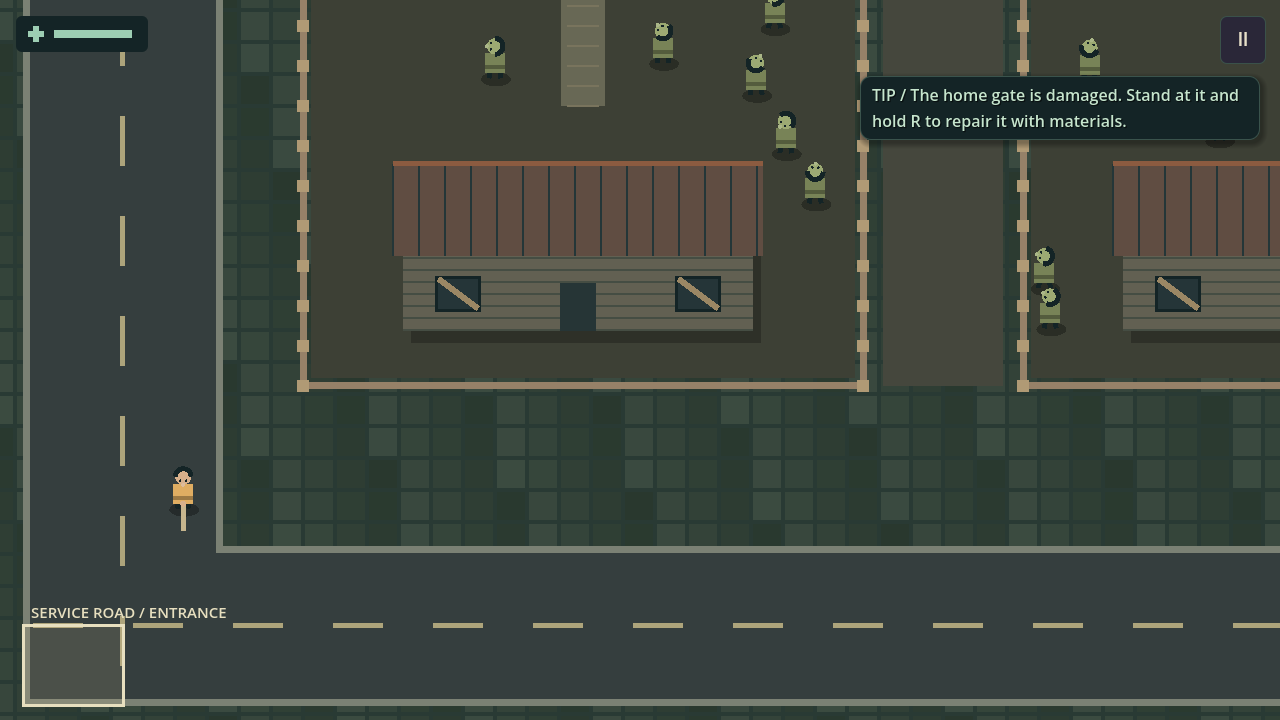 TIP / The home gate is damaged. Stand at it and
hold R to repair it with materials.
SERVICE ROAD / ENTRANCE